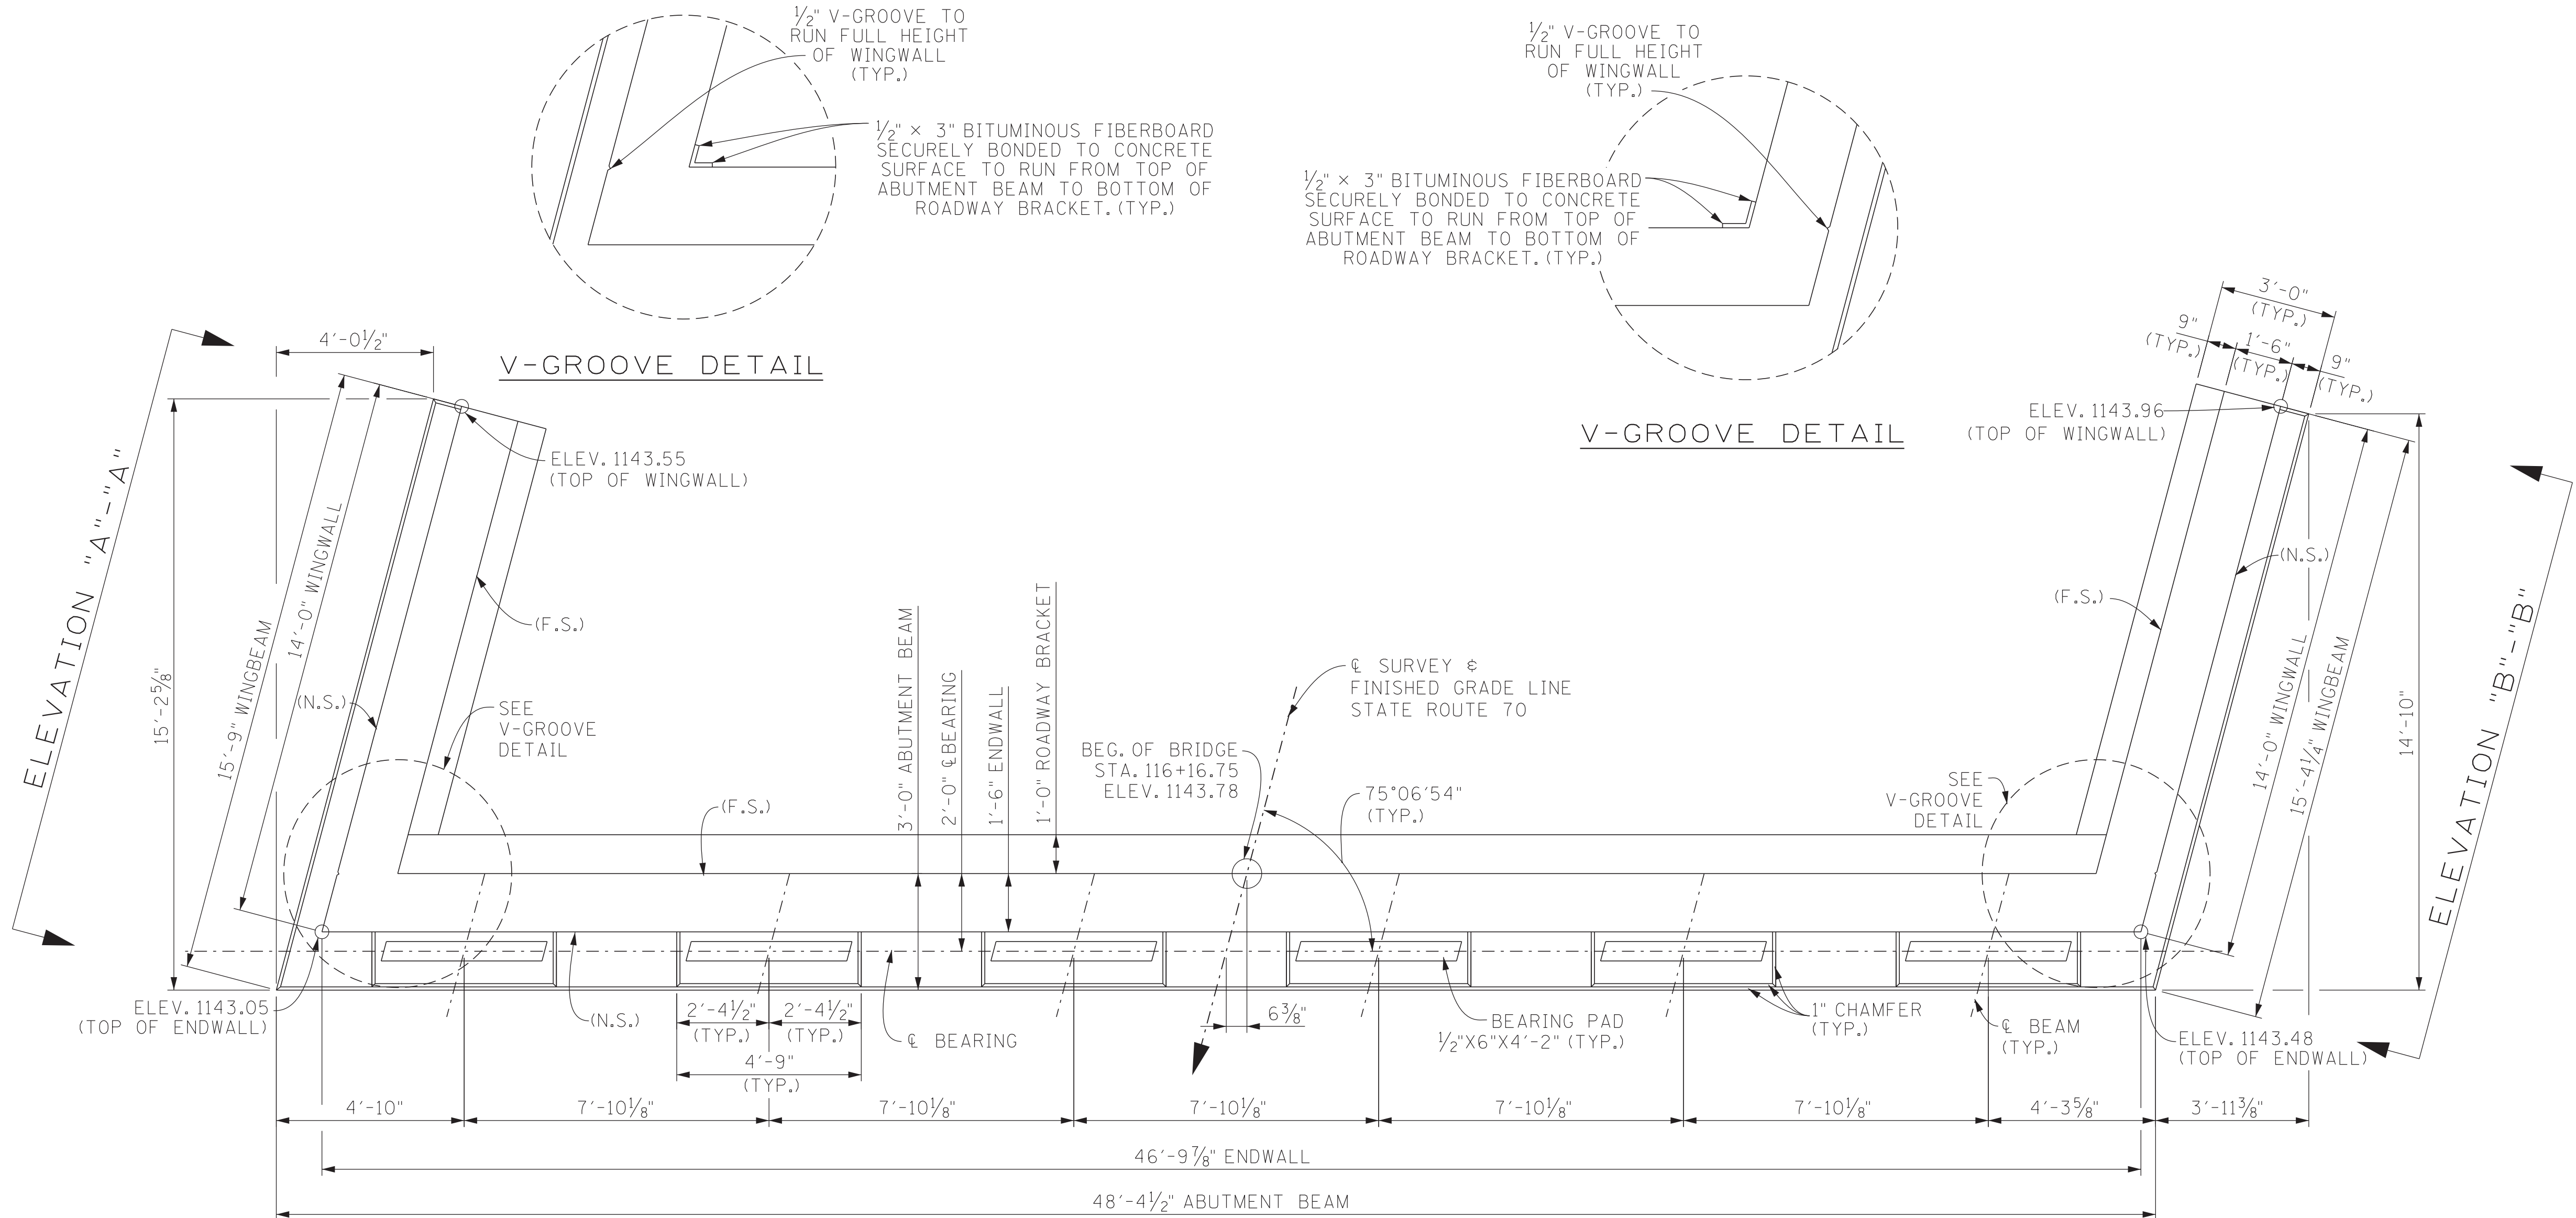 ½" V-GROOVE TO
RUN FULL HEIGHT
OF WINGWALL
(TYP.)
½" × 3" BITUMINOUS FIBERBOARD
SECURELY BONDED TO CONCRETE
SURFACE TO RUN FROM TOP OF
ABUTMENT BEAM TO BOTTOM OF
ROADWAY BRACKET. (TYP.)
V-GROOVE DETAIL
½" V-GROOVE TO
RUN FULL HEIGHT
OF WINGWALL
(TYP.)
½" × 3" BITUMINOUS FIBERBOARD
SECURELY BONDED TO CONCRETE
SURFACE TO RUN FROM TOP OF
ABUTMENT BEAM TO BOTTOM OF
ROADWAY BRACKET. (TYP.)
V-GROOVE DETAIL
ELEVATION "A"-"A"
4'-0½"
15'-2⅝"
15'-9" WINGBEAM
14'-0" WINGWALL
ELEV. 1143.55
(TOP OF WINGWALL)
(F.S.)
(N.S.)
SEE
V-GROOVE
DETAIL
(F.S.)
3'-0" ABUTMENT BEAM
2'-0" ℄ BEARING
1'-6" ENDWALL
1'-0" ROADWAY BRACKET
BEG. OF BRIDGE
STA. 116+16.75
ELEV. 1143.78
℄ SURVEY &
FINISHED GRADE LINE
STATE ROUTE 70
75°06'54"
(TYP.)
3'-0"
(TYP.)
9"
(TYP.)
1'-6"
(TYP.)
9"
(TYP.)
ELEV. 1143.96
(TOP OF WINGWALL)
(N.S.)
(F.S.)
SEE
V-GROOVE
DETAIL
14'-0" WINGWALL
15'-4¼" WINGBEAM
14'-10"
ELEVATION "B"-"B"
ELEV. 1143.05
(TOP OF ENDWALL)
(N.S.)
2'-4½"
(TYP.)
2'-4½"
(TYP.)
4'-9"
(TYP.)
℄ BEARING
6⅜"
BEARING PAD
½"X6"X4'-2" (TYP.)
1" CHAMFER
(TYP.)
℄ BEAM
(TYP.)
ELEV. 1143.48
(TOP OF ENDWALL)
4'-10"
7'-10⅛"
7'-10⅛"
7'-10⅛"
7'-10⅛"
7'-10⅛"
4'-3⅝"
3'-11⅜"
46'-9⅞" ENDWALL
48'-4½" ABUTMENT BEAM